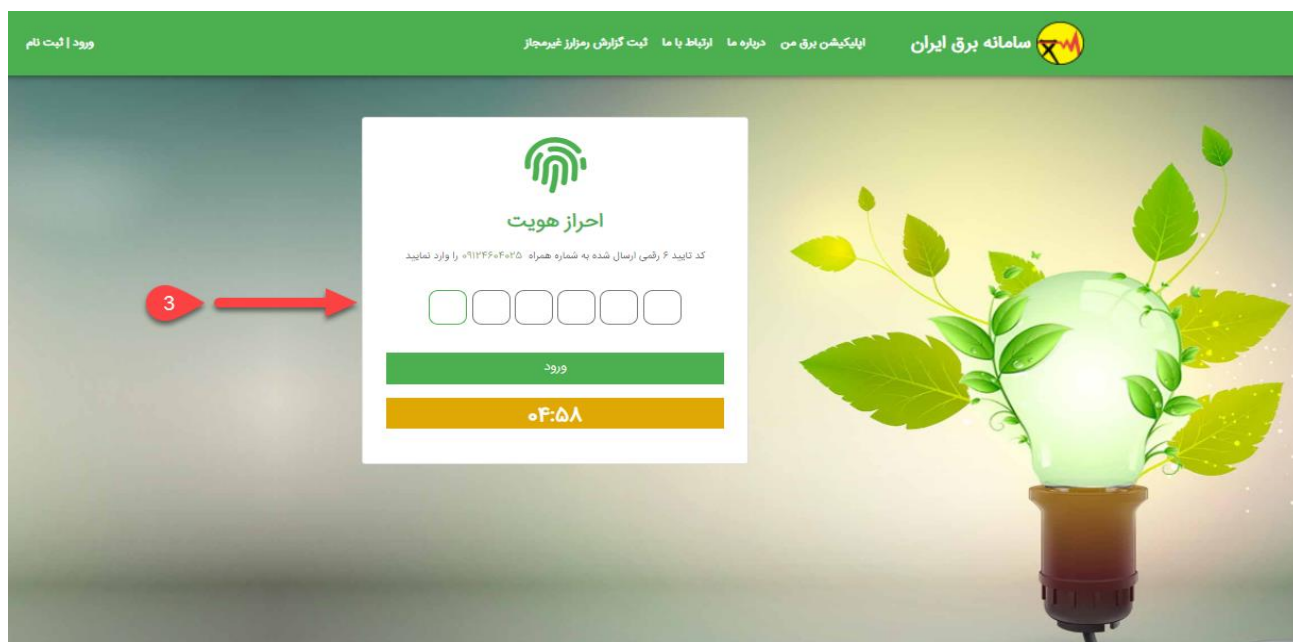 سامانه برق ایران
اپلیکیشن برق من درباره ما ارتباط با ما ثبت گزارش رمزارز غیرمجاز
ورود | ثبت نام
احراز هویت
کد تایید ۶ رقمی ارسال شده به شماره همراه ۰۹۱۲۴۶۰۴۰۲۵ را وارد نمایید
3
ورود
۰۴:۵۸